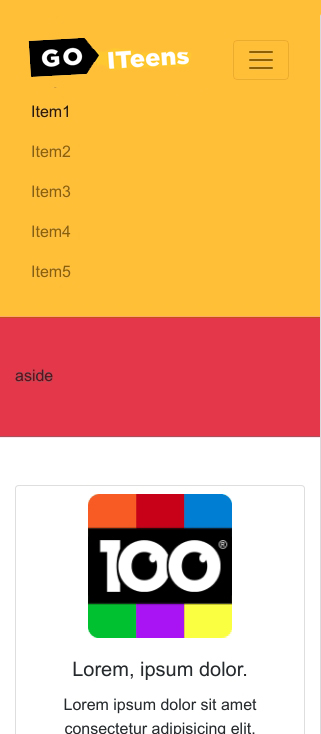 GO ITeens
Item1
Item2
Item3
Item4
Item5
aside
100®
Lorem, ipsum dolor.
Lorem ipsum dolor sit amet
consectetur adipisicing elit.